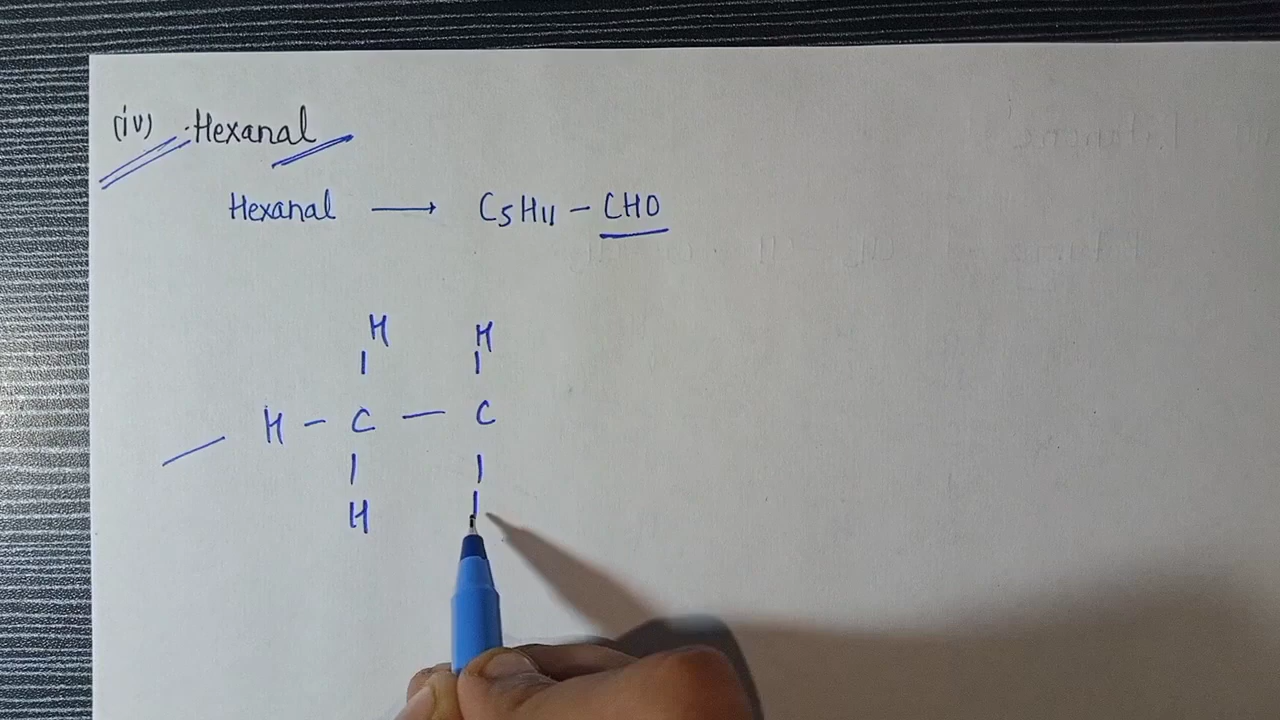 (iv) Hexanal
Hexanal → C5H11 – CHO
H H
H – C – C
H